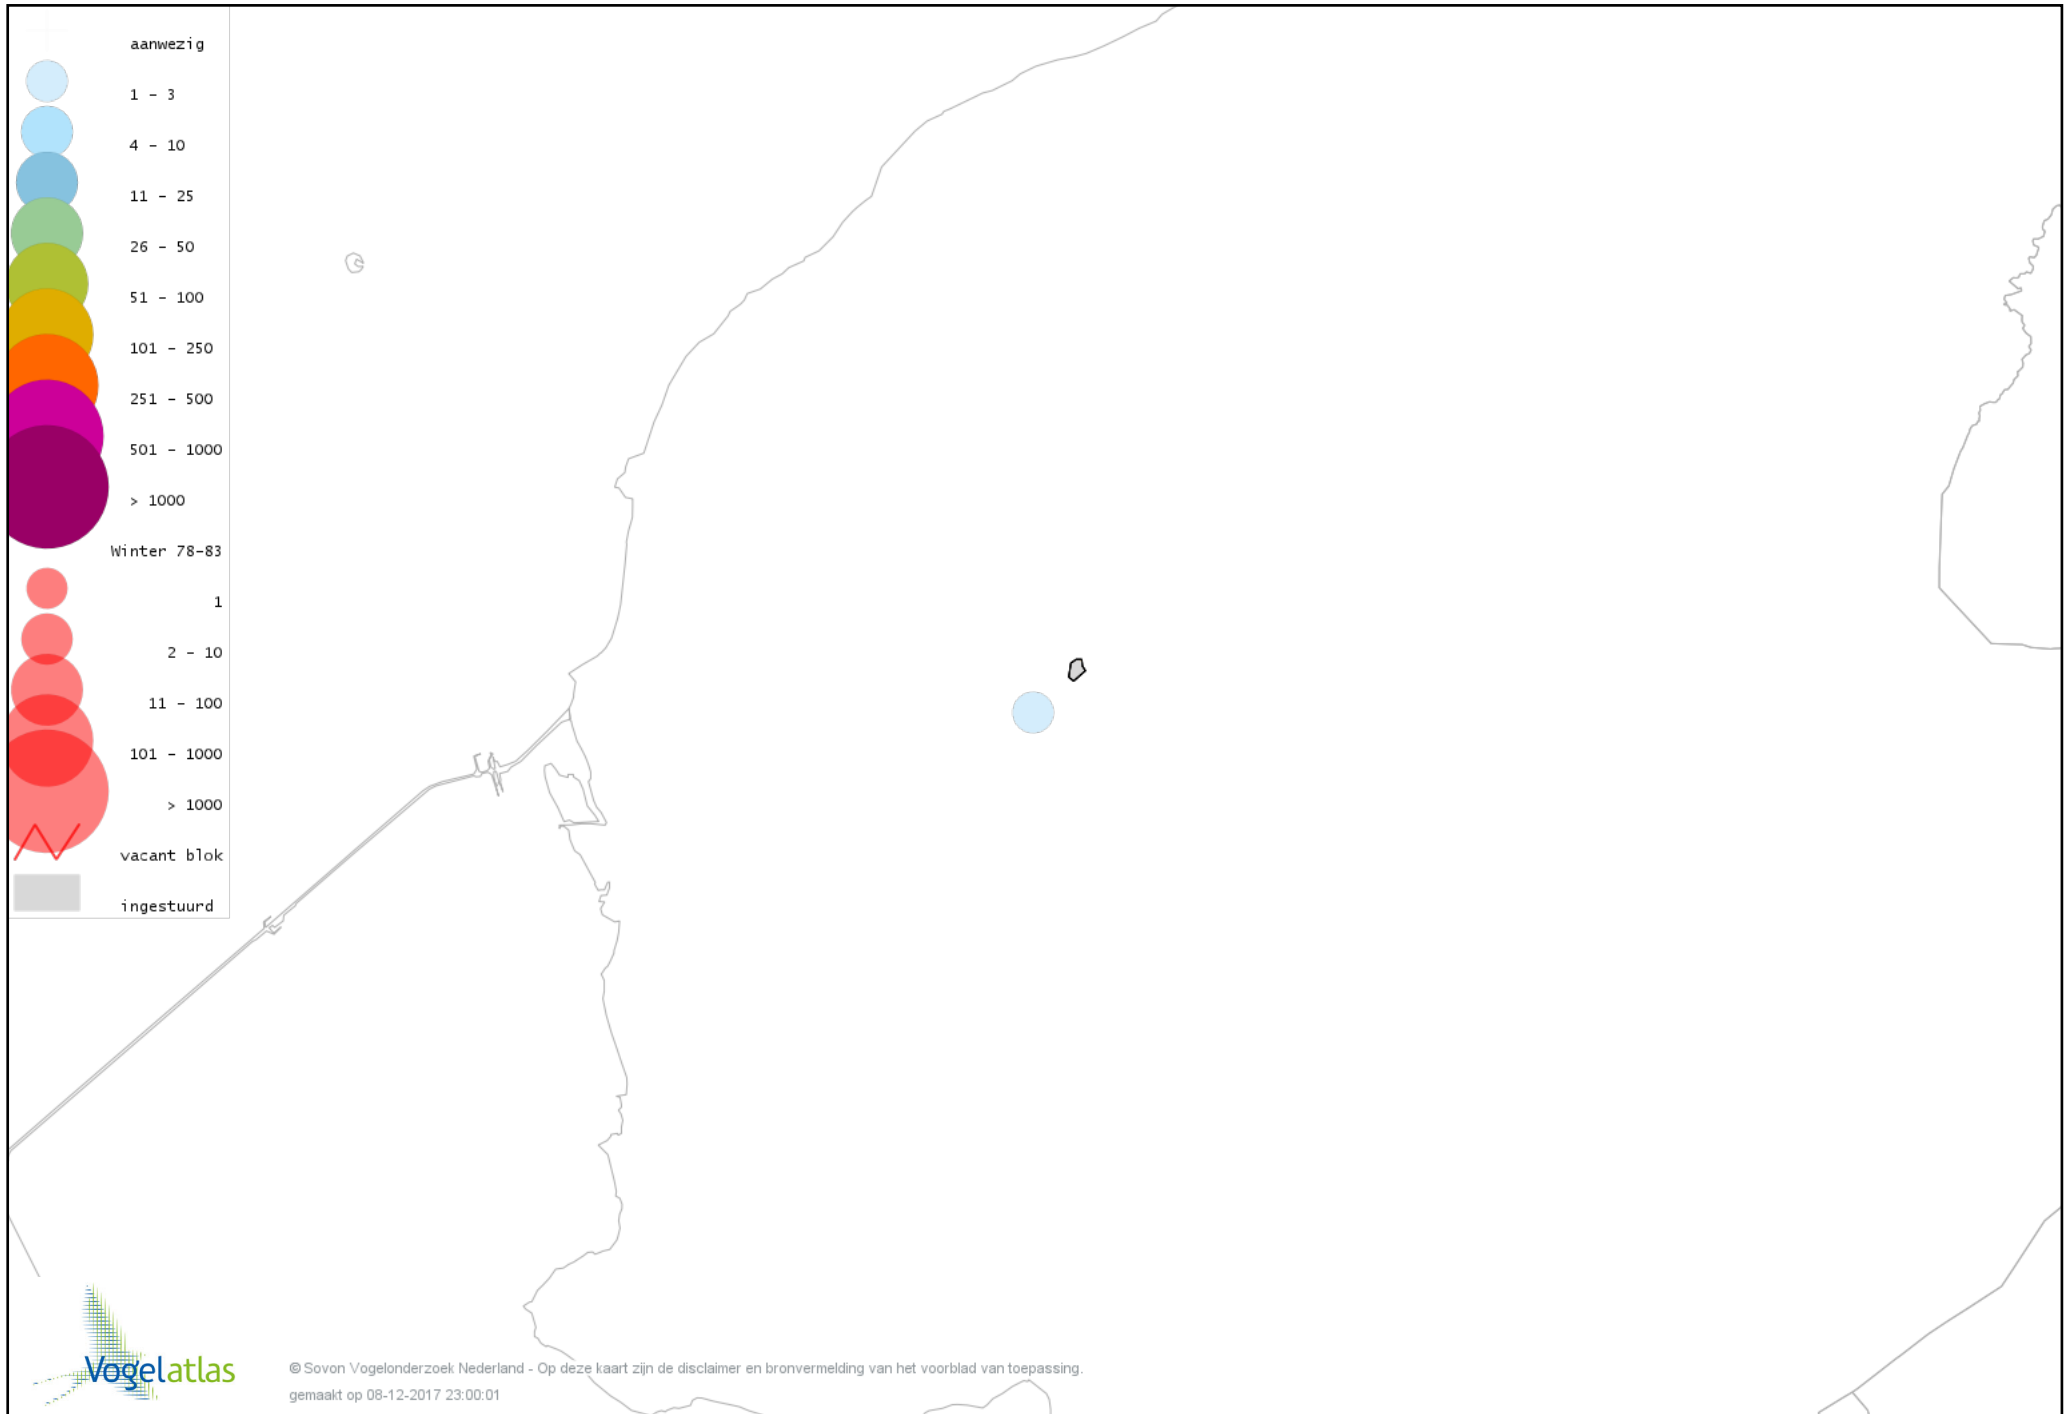 aanwezig
1 - 3
4 - 10
11 - 25
26 - 50
51 - 100
101 - 250
251 - 500
501 - 1000
> 1000
Winter 78-83
1
2 - 10
11 - 100
101 - 1000
> 1000
vacant blok
ingestuurd
Vogelatlas
© Sovon Vogelonderzoek Nederland - Op deze kaart zijn de disclaimer en bronvermelding van het voorblad van toepassing.
gemaakt op 08-12-2017 23:00:01